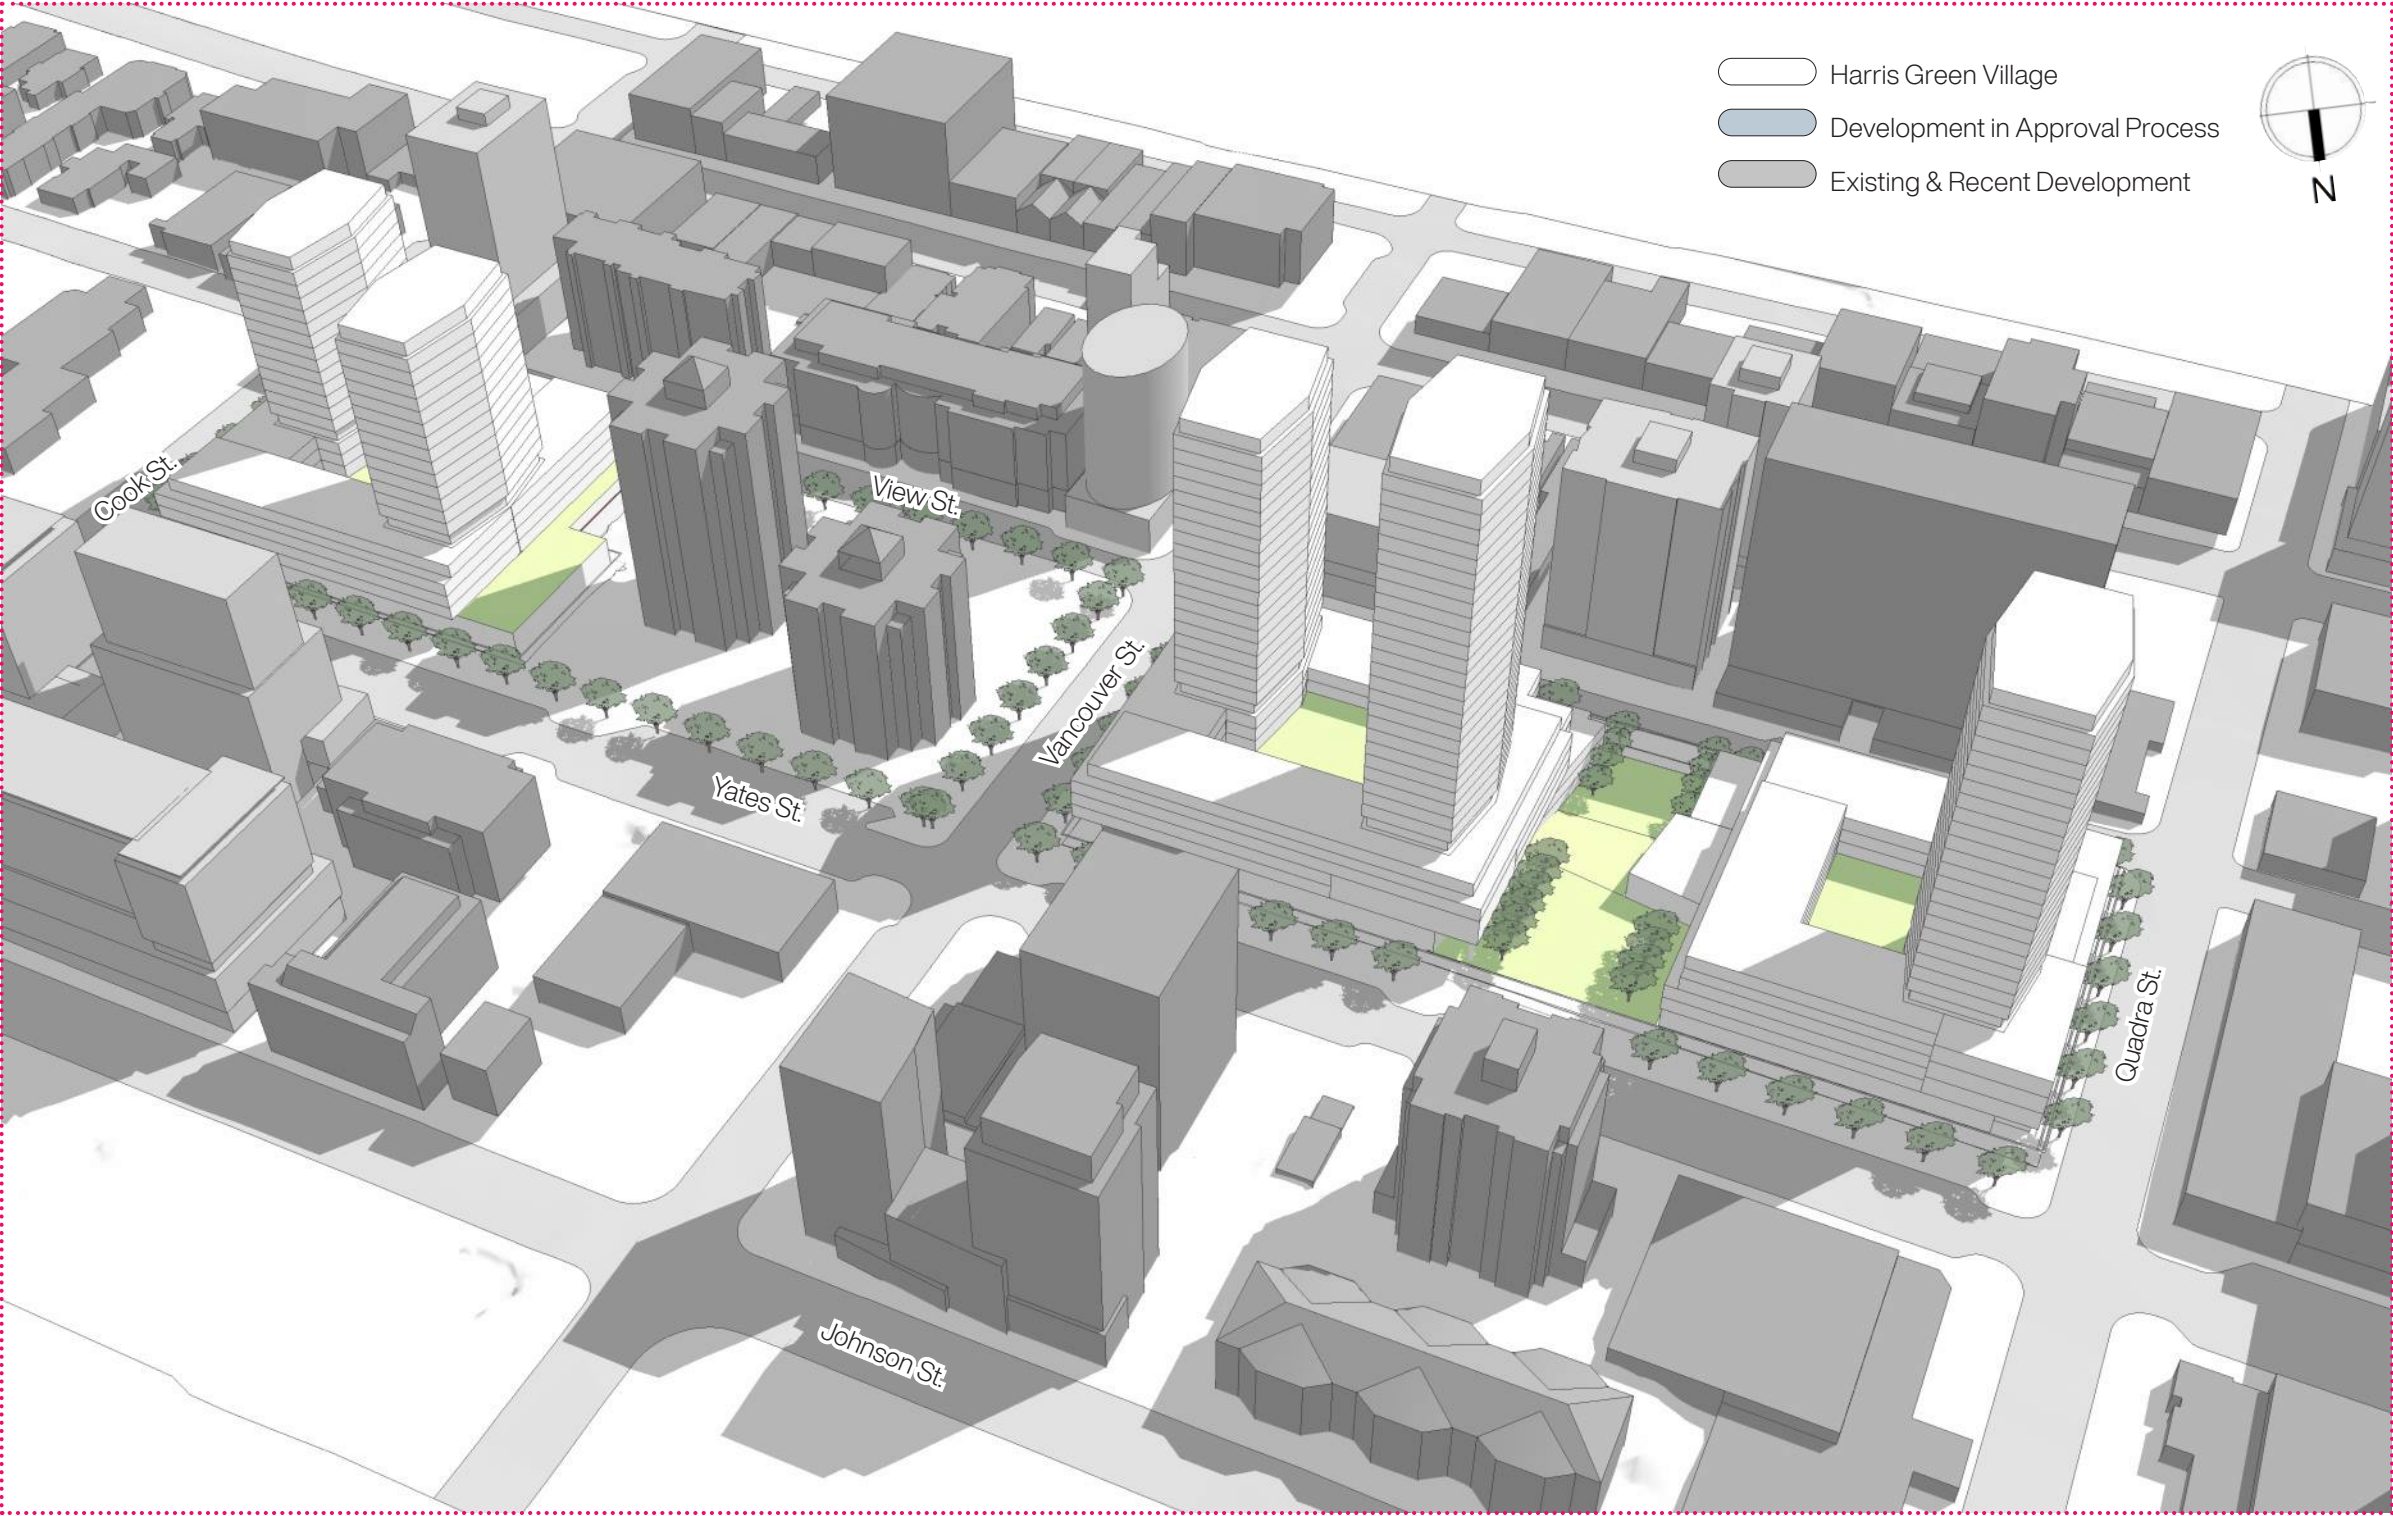 Harris Green Village
Development in Approval Process
Existing & Recent Development
N
Cook St.
View St.
Vancouver St.
Yates St.
Quadra St.
Johnson St.